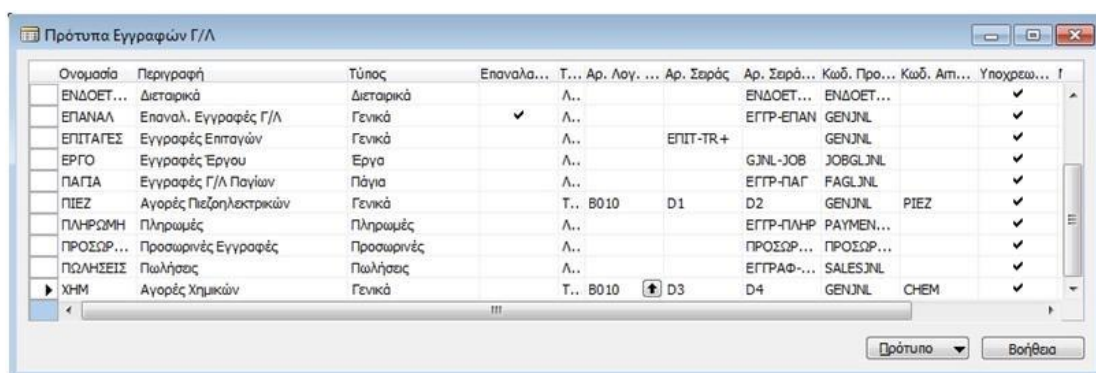 Πρότυπα Εγγραφών Γ/Λ
Ονομασία Περιγραφή Τύπος Επαναλα... Τ... Αρ. Λογ. ... Αρ. Σειράς Αρ. Σειρά... Κωδ. Προ... Κωδ. Am... Υποχρεω...
ΕΝΔΟΕΤ... Διεταιρικά Διεταιρικά Λ.. ΕΝΔΟΕΤ... ΕΝΔΟΕΤ... ✔
ΕΠΑΝΑΛ Επαναλ. Εγγραφές Γ/Λ Γενικά ✔ Λ.. ΕΓΓΡ-ΕΠΑΝ GENJNL ✔
ΕΠΙΤΑΓΕΣ Εγγραφές Επιταγών Γενικά Λ.. ΕΠΙΤ-TR+ GENJNL ✔
ΕΡΓΟ Εγγραφές Έργου Έργα Λ.. GJNL-JOB JOBGLJNL ✔
ΠΑΓΙΑ Εγγραφές Γ/Λ Παγίων Πάγια Λ.. ΕΓΓΡ-ΠΑΓ FAGLJNL ✔
ΠΙΕΖ Αγορές Πιεζοηλεκτρικών Γενικά Τ.. B010 D1 D2 GENJNL PIEZ ✔
ΠΛΗΡΩΜΗ Πληρωμές Πληρωμές Λ.. ΕΓΓΡ-ΠΛΗΡ PAYMEN... ✔
ΠΡΟΣΩΡ... Προσωρινές Εγγραφές Προσωρινές Λ.. ΠΡΟΣΩΡ... ΠΡΟΣΩΡ... ✔
ΠΩΛΗΣΕΙΣ Πωλήσεις Πωλήσεις Λ.. ΕΓΓΡΑΦ-... SALESJNL ✔
ΧΗΜ Αγορές Χημικών Γενικά Τ.. B010 D3 D4 GENJNL CHEM ✔
Πρότυπο Βοήθεια